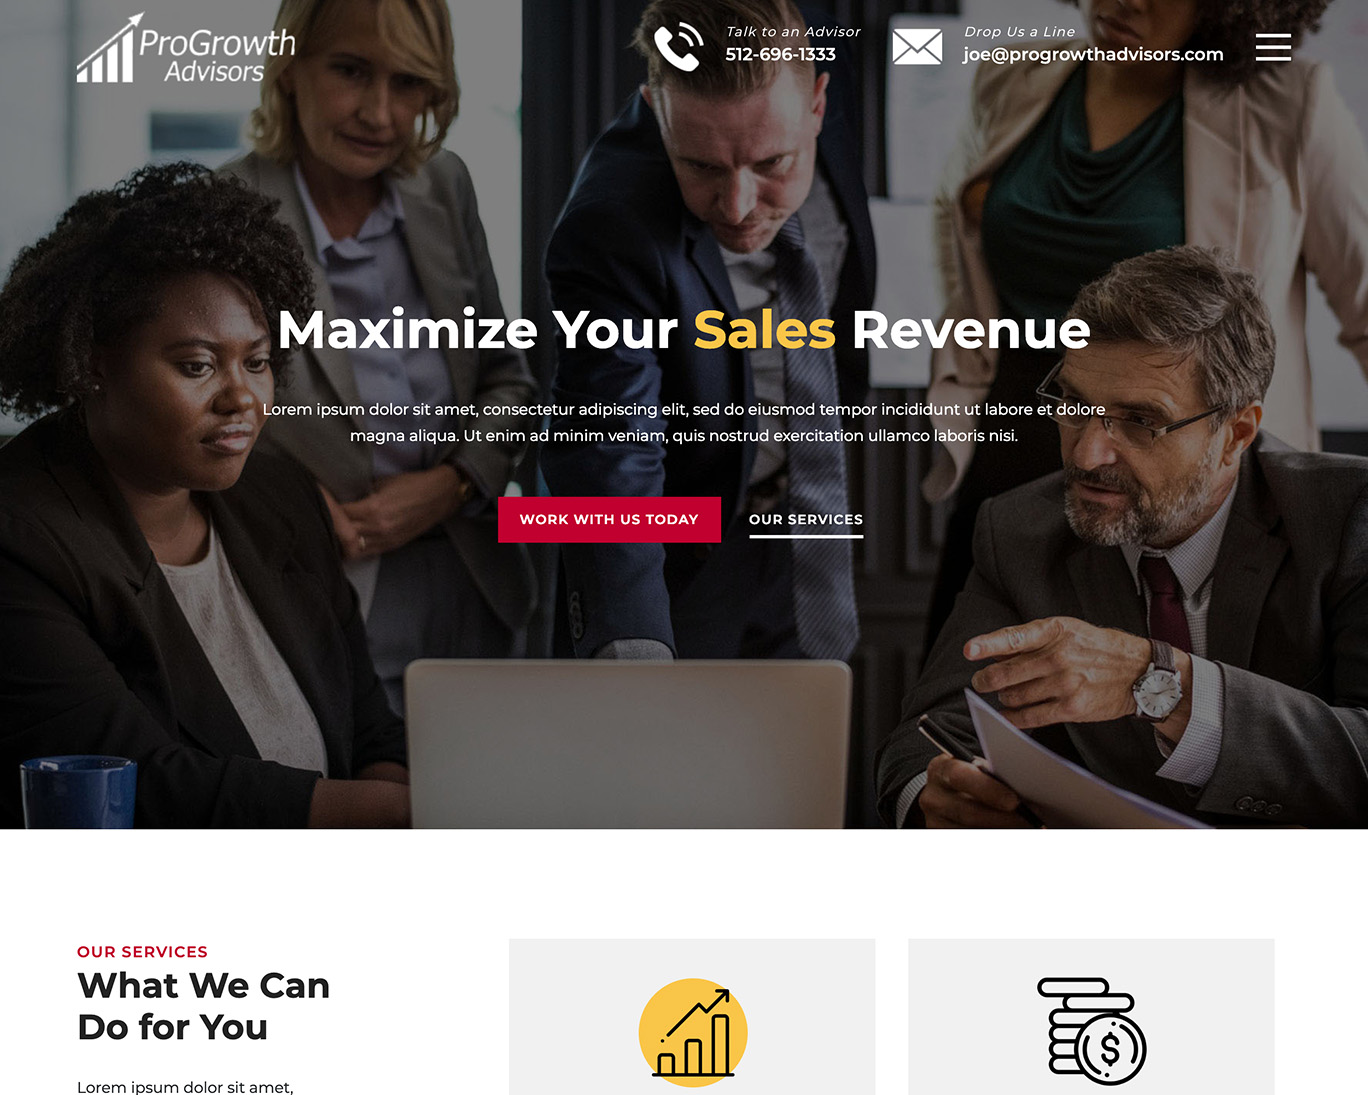 ProGrowth
Advisors
Talk to an Advisor
512-696-1333
Drop Us a Line
joe@progrowthadvisors.com
Maximize Your Sales Revenue
Lorem ipsum dolor sit amet, consectetur adipiscing elit, sed do eiusmod tempor incididunt ut labore et dolore
magna aliqua. Ut enim ad minim veniam, quis nostrud exercitation ullamco laboris nisi.
WORK WITH US TODAY
OUR SERVICES
OUR SERVICES
What We Can
Do for You
Lorem ipsum dolor sit amet,
$